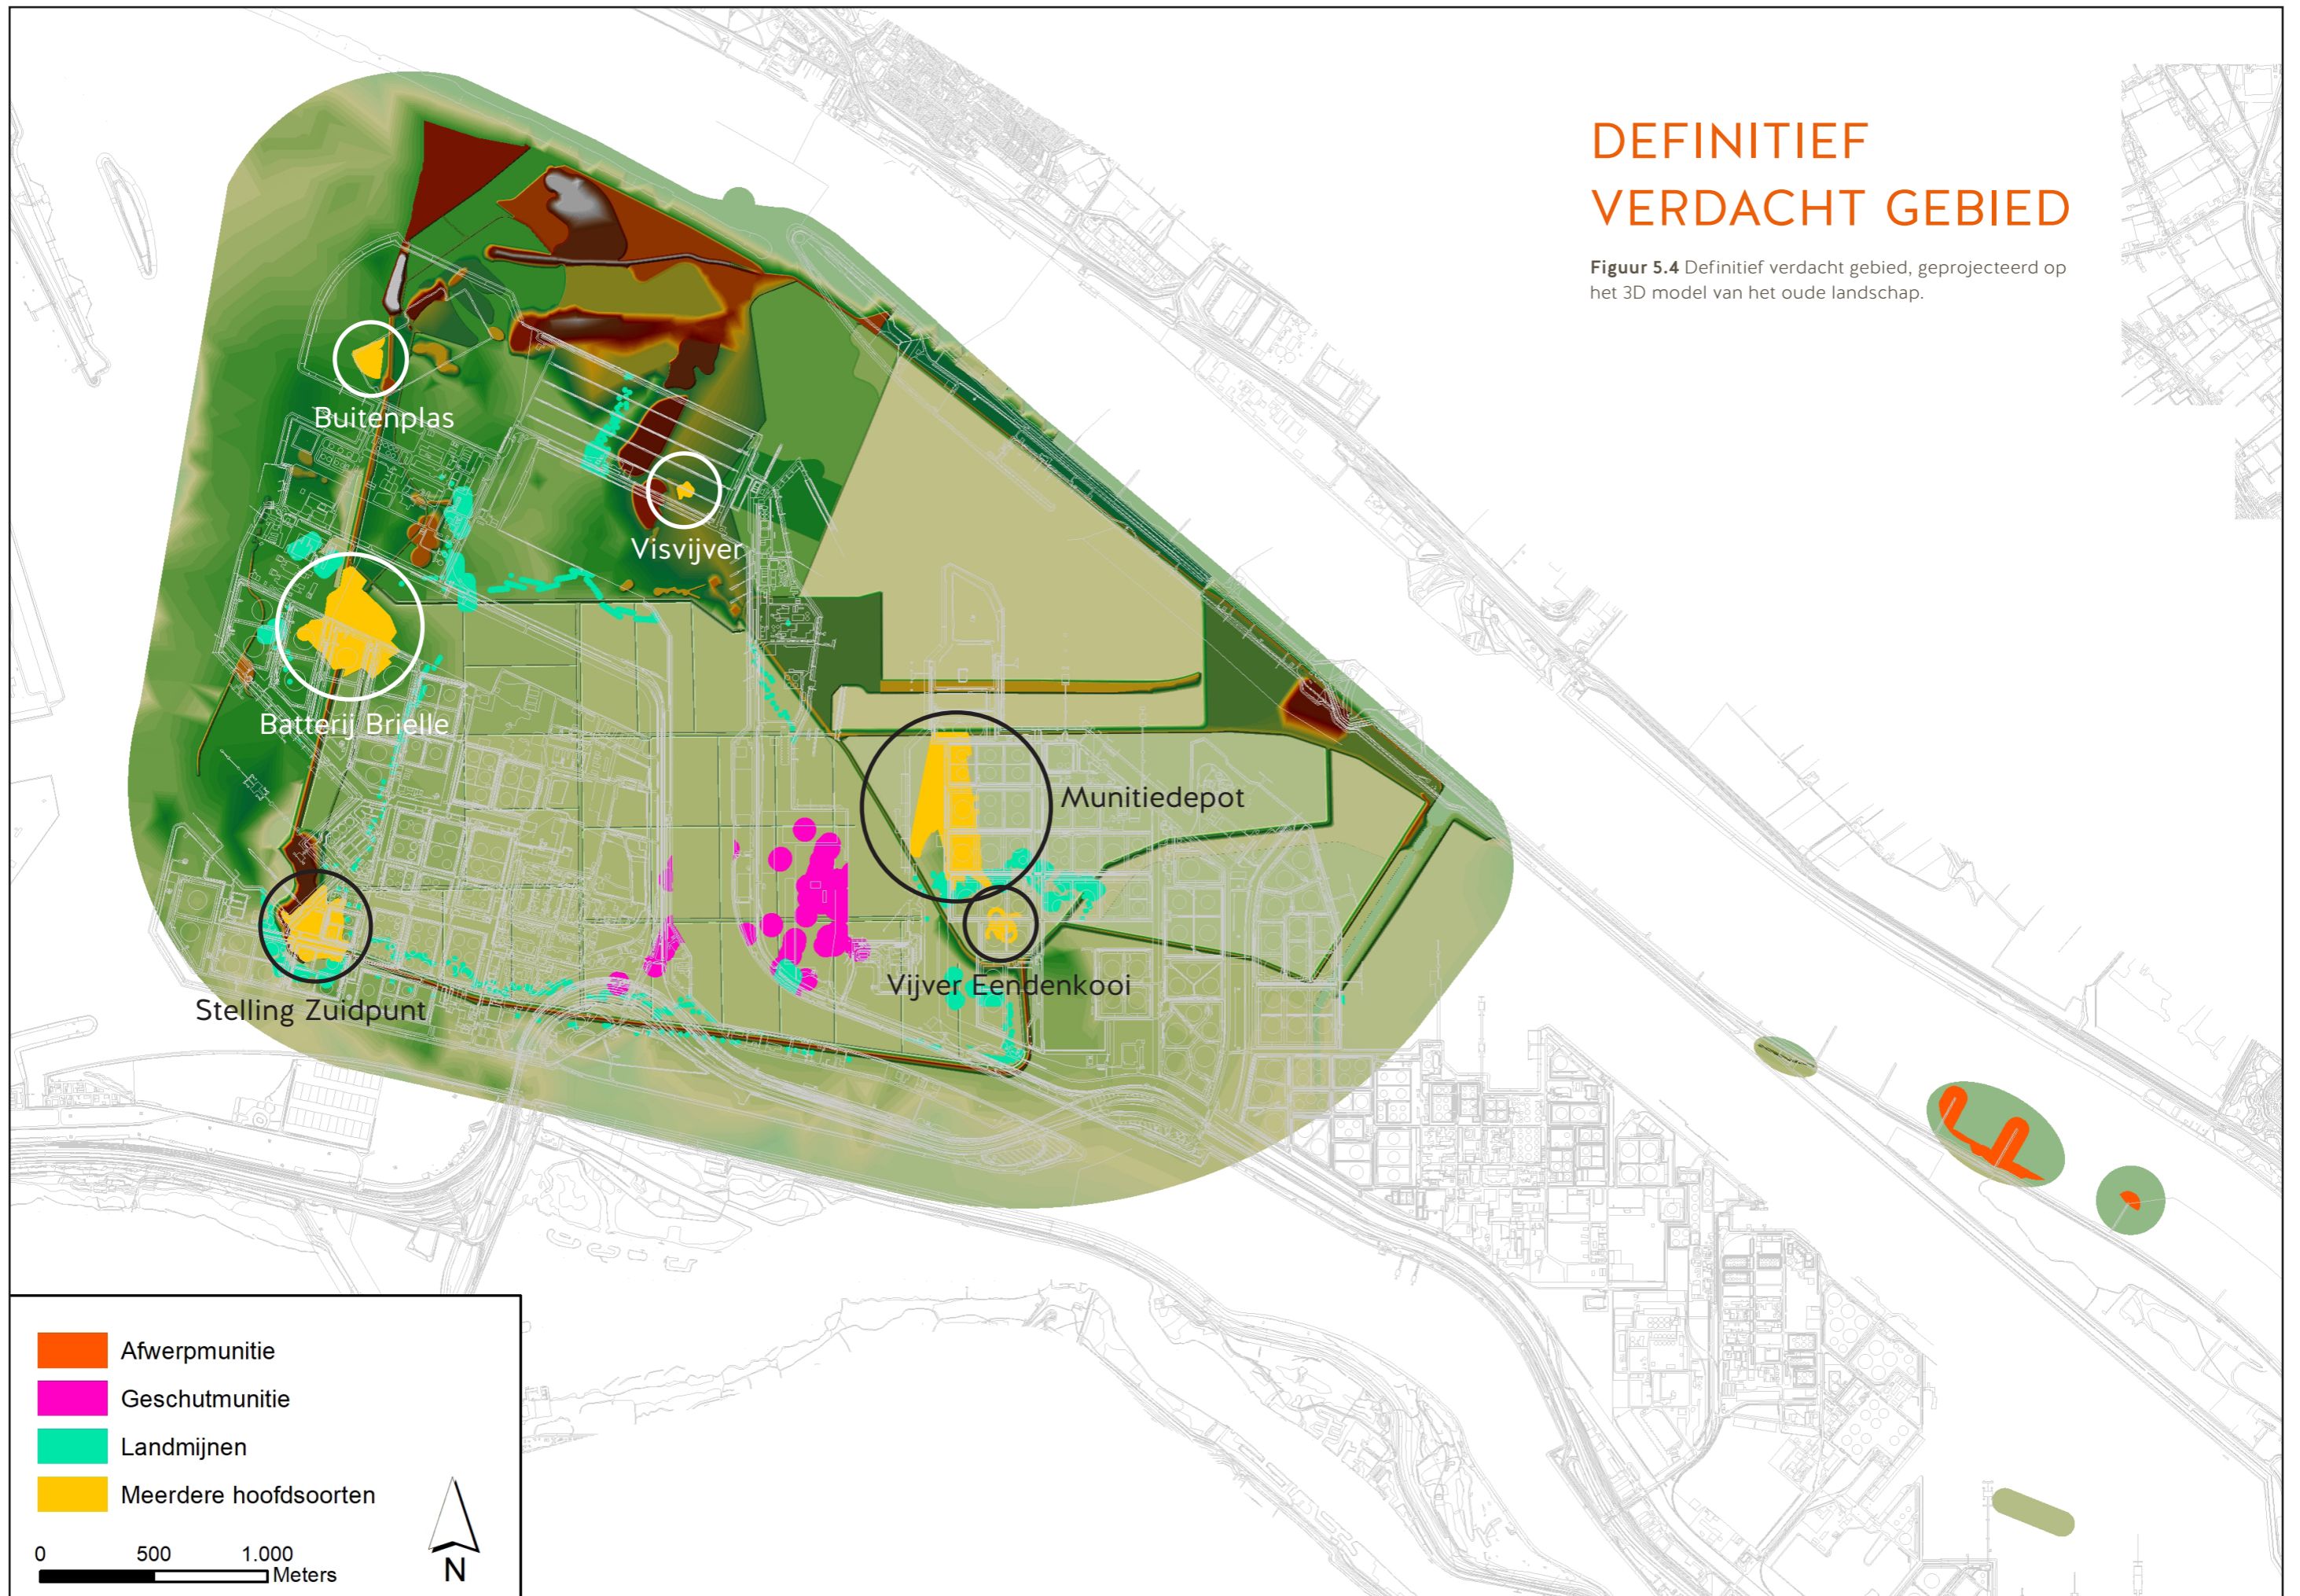 DEFINITIEF
VERDACHT GEBIED
Figuur 5.4 Definitief verdacht gebied, geprojecteerd op
het 3D model van het oude landschap.
Buitenplas
Visvijver
Batterij Brielle
Munitiedepot
Vijver Eendenkooi
Stelling Zuidpunt
Afwerpmunitie
Geschutmunitie
Landmijnen
Meerdere hoofdsoorten
0 500 1.000
Meters
N